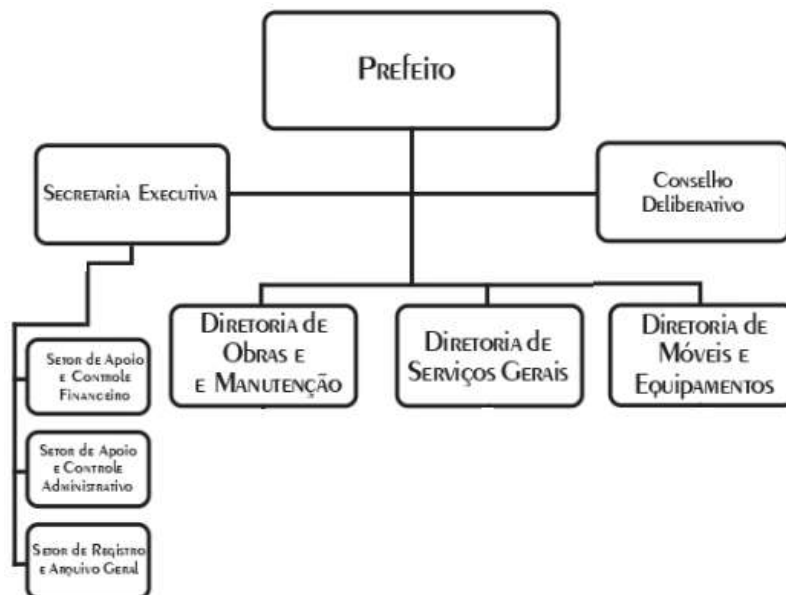 Prefeito
Secretaria Executiva
Conselho
Deliberativo
Diretoria de
Obras e
e Manutenção
Diretoria de
Serviços Gerais
Diretoria de
Móveis e
Equipamentos
Setor de Apoio
e Controle
Financeiro
Setor de Apoio
e Controle
Administrativo
Setor de Registro
e Arquivo Geral